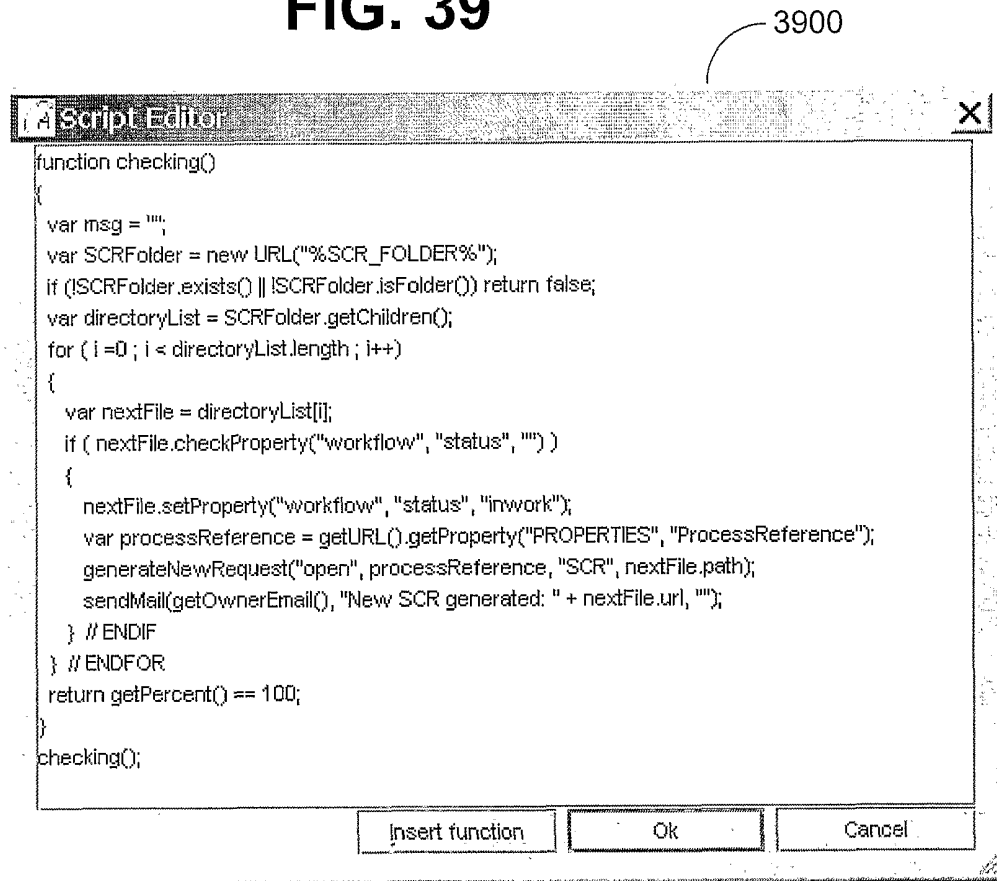 FIG. 39
3900
Script Editor
function checking()
{
var msg = "";
var SCRFolder = new URL("%SCR_FOLDER%");
if (!SCRFolder.exists() || !SCRFolder.isFolder()) return false;
var directoryList = SCRFolder.getChildren();
for ( i =0 ; i < directoryList.length ; i++)
{
var nextFile = directoryList[i];
if ( nextFile.checkProperty("workflow", "status", "") )
{
nextFile.setProperty("workflow", "status", "inwork");
var processReference = getURL().getProperty("PROPERTIES", "ProcessReference");
generateNewRequest("open", processReference, "SCR", nextFile.path);
sendMail(getOwnerEmail(), "New SCR generated: " + nextFile.url, "");
} // ENDIF
} // ENDFOR
return getPercent() == 100;
}
checking();
Insert function Ok Cancel